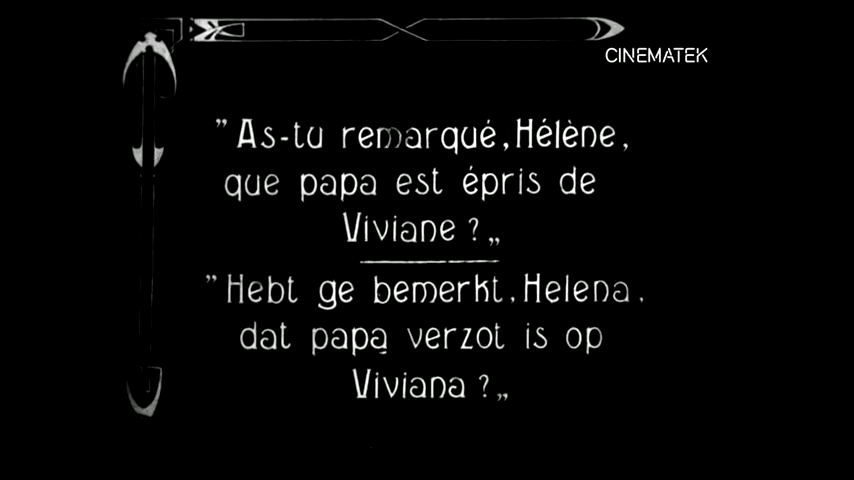 CINEMATEK
"As-tu remarqué, Hélène,
que papa est épris de
Viviane ?„
"Hebt ge bemerkt, Helena,
dat papa verzot is op
Viviana ?„